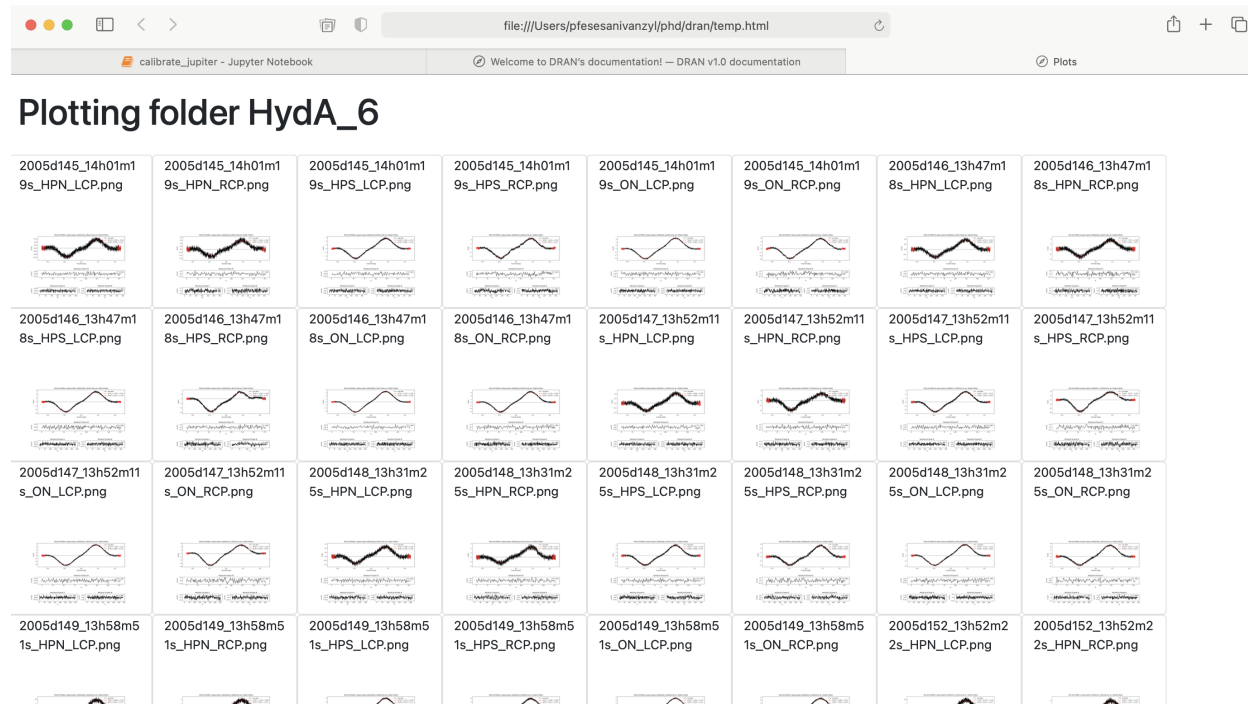 file:///Users/pfesesanivanzyl/phd/dran/temp.html
calibrate_jupiter - Jupyter Notebook
Welcome to DRAN's documentation! — DRAN v1.0 documentation
Plots
Plotting folder HydA_6
2005d145_14h01m1 2005d145_14h01m1 2005d145_14h01m1 2005d145_14h01m1 2005d145_14h01m1 2005d145_14h01m1 2005d146_13h47m1 2005d146_13h47m1
9s_HPN_LCP.png 9s_HPN_RCP.png 9s_HPS_LCP.png 9s_HPS_RCP.png 9s_ON_LCP.png 9s_ON_RCP.png 8s_HPN_LCP.png 8s_HPN_RCP.png
2005d146_13h47m1 2005d146_13h47m1 2005d146_13h47m1 2005d146_13h47m1 2005d147_13h52m11 2005d147_13h52m11 2005d147_13h52m11 2005d147_13h52m11
8s_HPS_LCP.png 8s_HPS_RCP.png 8s_ON_LCP.png 8s_ON_RCP.png s_HPN_LCP.png s_HPN_RCP.png s_HPS_LCP.png s_HPS_RCP.png
2005d147_13h52m11 2005d147_13h52m11 2005d148_13h31m2 2005d148_13h31m2 2005d148_13h31m2 2005d148_13h31m2 2005d148_13h31m2 2005d148_13h31m2
s_ON_LCP.png s_ON_RCP.png 5s_HPN_LCP.png 5s_HPN_RCP.png 5s_HPS_LCP.png 5s_HPS_RCP.png 5s_ON_LCP.png 5s_ON_RCP.png
2005d149_13h58m5 2005d149_13h58m5 2005d149_13h58m5 2005d149_13h58m5 2005d149_13h58m5 2005d149_13h58m5 2005d152_13h52m2 2005d152_13h52m2
1s_HPN_LCP.png 1s_HPN_RCP.png 1s_HPS_LCP.png 1s_HPS_RCP.png 1s_ON_LCP.png 1s_ON_RCP.png 2s_HPN_LCP.png 2s_HPN_RCP.png